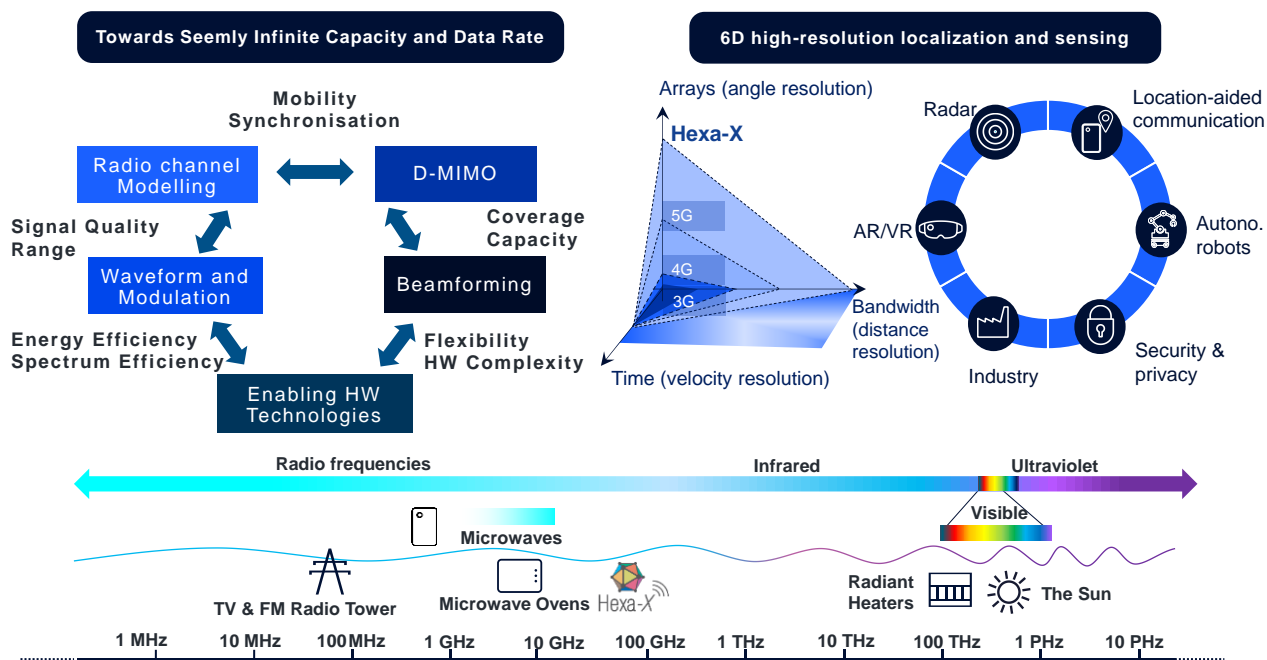 Towards Seemly Infinite Capacity and Data Rate
Mobility
Synchronisation
Radio channel
Modelling
D-MIMO
Signal Quality
Range
Coverage
Capacity
Waveform and
Modulation
Beamforming
Energy Efficiency
Spectrum Efficiency
Flexibility
HW Complexity
Enabling HW
Technologies
6D high-resolution localization and sensing
Arrays (angle resolution)
Hexa-X
5G
4G
3G
Bandwidth
(distance
resolution)
Time (velocity resolution)
Radar
Location-aided
communication
AR/VR
Autono.
robots
Industry
Security &
privacy
Radio frequencies
Infrared
Ultraviolet
Visible
Microwaves
TV & FM Radio Tower
Microwave Ovens
Hexa-X
Radiant
Heaters
The Sun
1 MHz
10 MHz
100MHz
1 GHz
10 GHz
100 GHz
1 THz
10 THz
100 THz
1 PHz
10 PHz